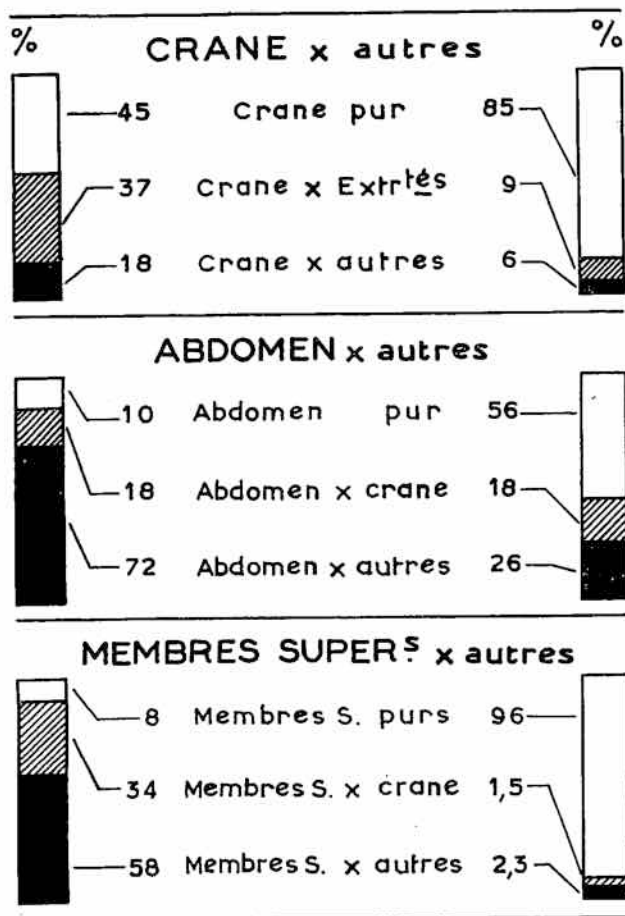 % CRANE x autres %
45 Crane pur 85
37 Crane x Extrtés 9
18 Crane x autres 6
ABDOMEN x autres
10 Abdomen pur 56
18 Abdomen x crane 18
72 Abdomen x autres 26
MEMBRES SUPER.s x autres
8 Membres S. purs 96
34 Membres S. x crane 1,5
58 Membres S. x autres 2,3